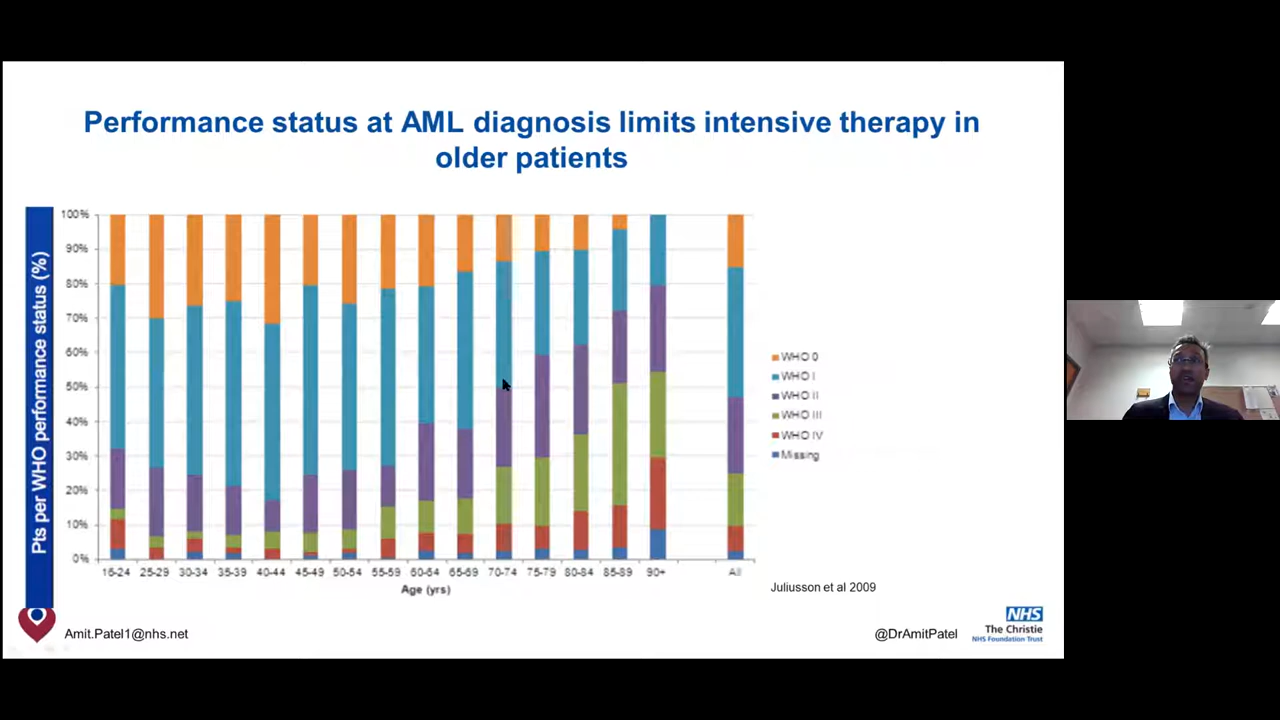 Performance status at AML diagnosis limits intensive therapy in
older patients
Pts per WHO performance status (%)
100%
90%
80%
70%
60%
50%
40%
30%
20%
10%
0%
16-24 25-29 30-34 35-39 40-44 45-49 50-54 55-59 60-64 65-69 70-74 75-79 80-84 85-89 90+ All
Age (yrs)
WHO 0
WHO I
WHO II
WHO III
WHO IV
Missing
Juliusson et al 2009
Amit.Patel1@nhs.net
@DrAmitPatel
NHS
The Christie
NHS Foundation Trust